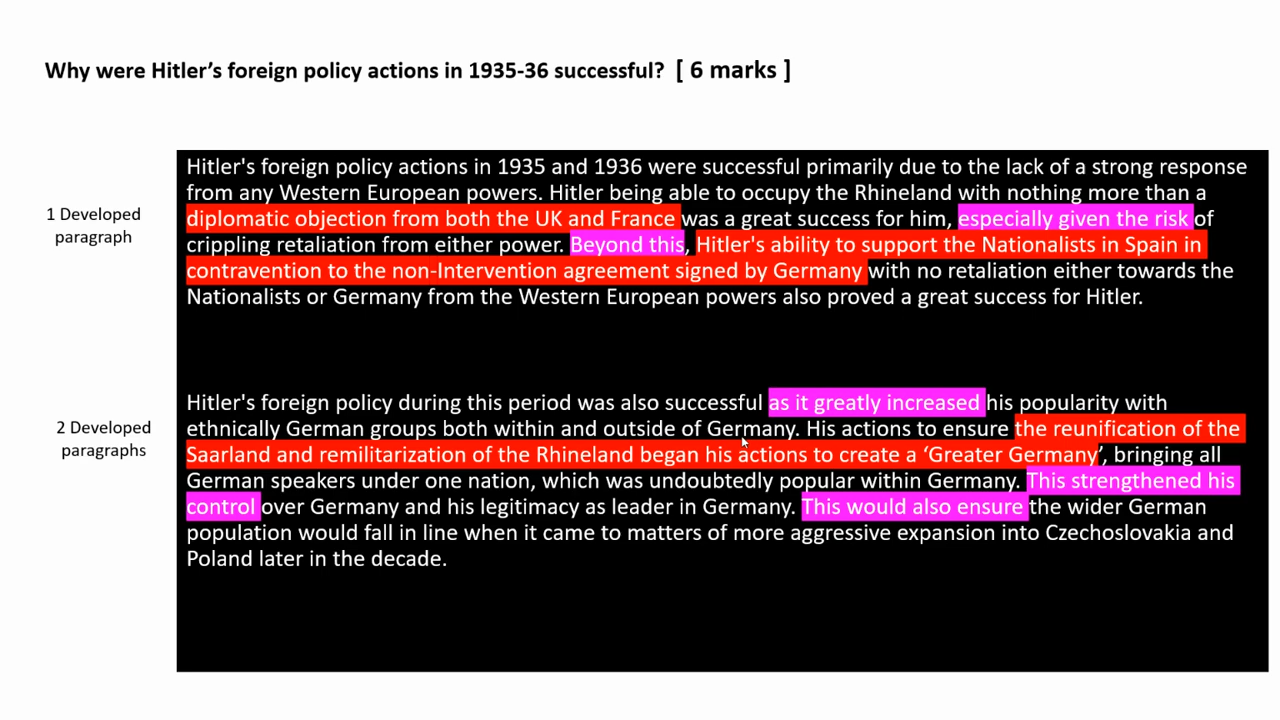 Why were Hitler's foreign policy actions in 1935-36 successful?  [ 6 marks ]
1 Developed
paragraph
Hitler's foreign policy actions in 1935 and 1936 were successful primarily due to the lack of a strong response
from any Western European powers. Hitler being able to occupy the Rhineland with nothing more than a
diplomatic objection from both the UK and France was a great success for him, especially given the risk of
crippling retaliation from either power. Beyond this, Hitler's ability to support the Nationalists in Spain in
contravention to the non-Intervention agreement signed by Germany with no retaliation either towards the
Nationalists or Germany from the Western European powers also proved a great success for Hitler.
2 Developed
paragraphs
Hitler's foreign policy during this period was also successful as it greatly increased his popularity with
ethnically German groups both within and outside of Germany. His actions to ensure the reunification of the
Saarland and remilitarization of the Rhineland began his actions to create a ‘Greater Germany’, bringing all
German speakers under one nation, which was undoubtedly popular within Germany. This strengthened his
control over Germany and his legitimacy as leader in Germany. This would also ensure the wider German
population would fall in line when it came to matters of more aggressive expansion into Czechoslovakia and
Poland later in the decade.